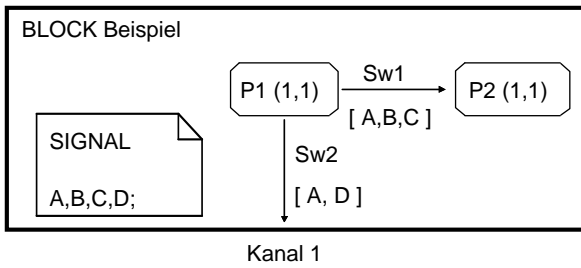 BLOCK Beispiel
P1 (1,1)
Sw1
P2 (1,1)
[ A,B,C ]
SIGNAL
A,B,C,D;
Sw2
[ A, D ]
Kanal 1